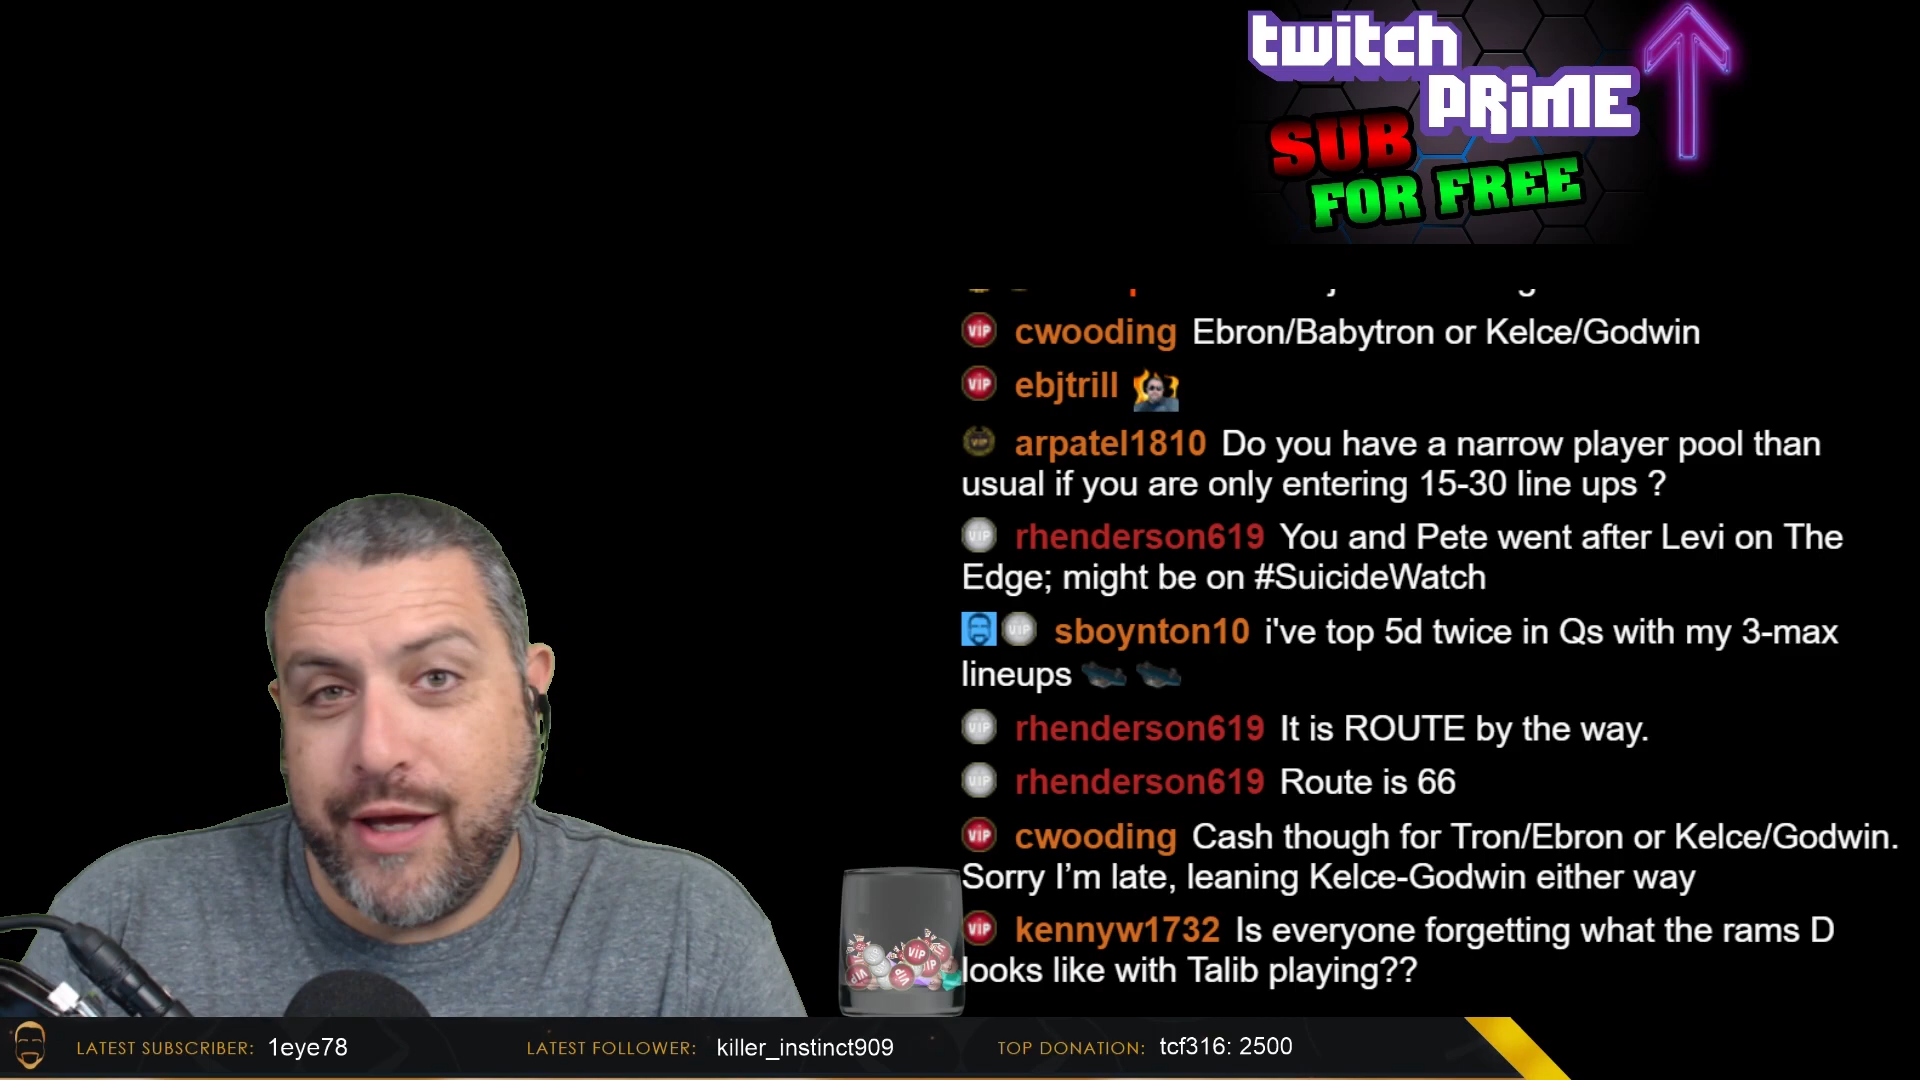 twitch
PRiME
SUB
FOR FREE
cwooding Ebron/Babytron or Kelce/Godwin
ebjtrill
arpatel1810 Do you have a narrow player pool than
usual if you are only entering 15-30 line ups ?
rhenderson619 You and Pete went after Levi on The
Edge; might be on #SuicideWatch
sboynton10 i've top 5d twice in Qs with my 3-max
lineups
rhenderson619 It is ROUTE by the way.
rhenderson619 Route is 66
cwooding Cash though for Tron/Ebron or Kelce/Godwin.
Sorry I’m late, leaning Kelce-Godwin either way
kennyw1732 Is everyone forgetting what the rams D
looks like with Talib playing??
LATEST SUBSCRIBER: 1eye78 LATEST FOLLOWER: killer_instinct909 TOP DONATION: tcf316: 2500